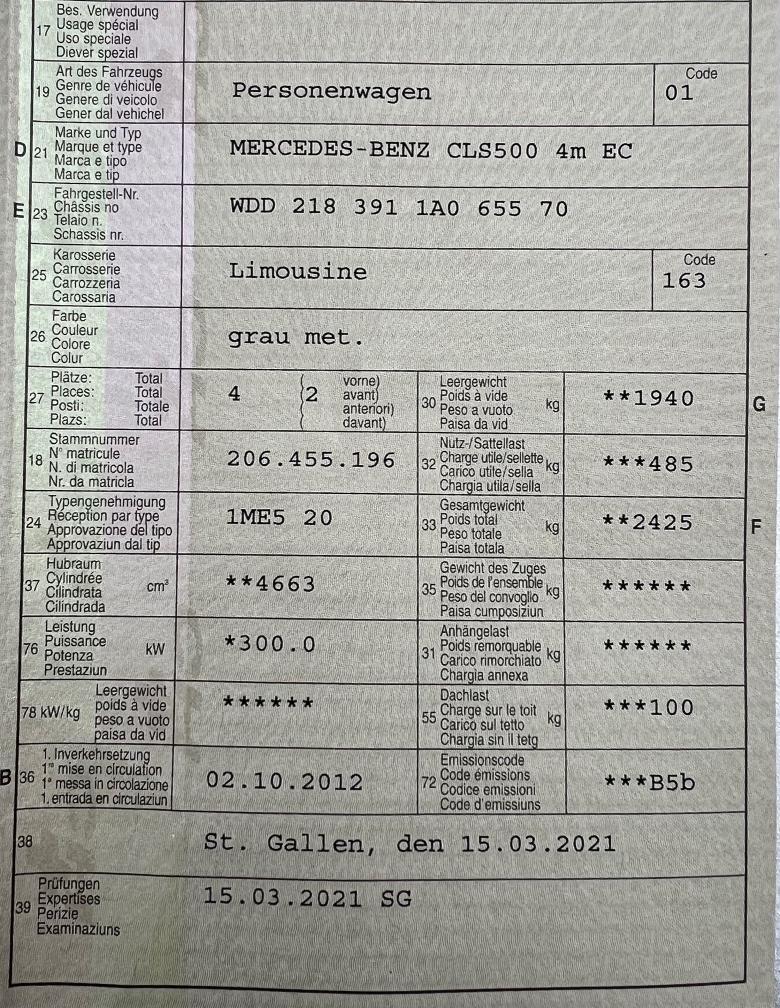 17 Bes. Verwendung
Usage spécial
Uso speciale
Diever spezial
19 Art des Fahrzeugs
Genre de véhicule
Genere di veicolo
Gener dal vehichel
Personenwagen
Code
01
D 21 Marke und Typ
Marque et type
Marca e tipo
Marca e tip
MERCEDES-BENZ CLS500 4m EC
E 23 Fahrgestell-Nr.
Châssis no
Telaio n.
Schassis nr.
WDD 218 391 1A0 655 70
25 Karosserie
Carrosserie
Carrozzeria
Carossaria
Limousine
Code
163
26 Farbe
Couleur
Colore
Colur
grau met.
27 Plätze: Total
Places: Total
Posti: Totale
Plazs: Total
4 (2 vorne)
avant)
anteriori)
davant)
30 Leergewicht
Poids à vide
Peso a vuoto
Paisa da vid
kg
**1940
G
18 Stammnummer
N° matricule
N. di matricola
Nr. da matricla
206.455.196
32 Nutz-/Sattellast
Charge utile/sellette
Carico utile/sella
Chargia utila/sella
kg
***485
24 Typengenehmigung
Réception par type
Approvazione del tipo
Approvaziun dal tip
1ME5 20
33 Gesamtgewicht
Poids total
Peso totale
Paisa totala
kg
**2425
F
37 Hubraum
Cylindrée
Cilindrata
Cilindrada
cm³
**4663
35 Gewicht des Zuges
Poids de l'ensemble
Peso del convoglio
Paisa cumposiziun
kg
******
76 Leistung
Puissance
Potenza
Prestaziun
kW
*300.0
31 Anhängelast
Poids remorquable
Carico rimorchiato
Chargia annexa
kg
******
78 kW/kg Leergewicht
poids à vide
peso a vuoto
paisa da vid
******
55 Dachlast
Charge sur le toit
Carico sul tetto
Chargia sin il tetg
kg
***100
B 36 1. Inverkehrsetzung
1re mise en circulation
1a messa in circolazione
1. entrada en circulaziun
02.10.2012
72 Emissionscode
Code émissions
Codice emissioni
Code d'emissiuns
***B5b
38 St. Gallen, den 15.03.2021
39 Prüfungen
Expertises
Perizie
Examinaziuns
15.03.2021 SG